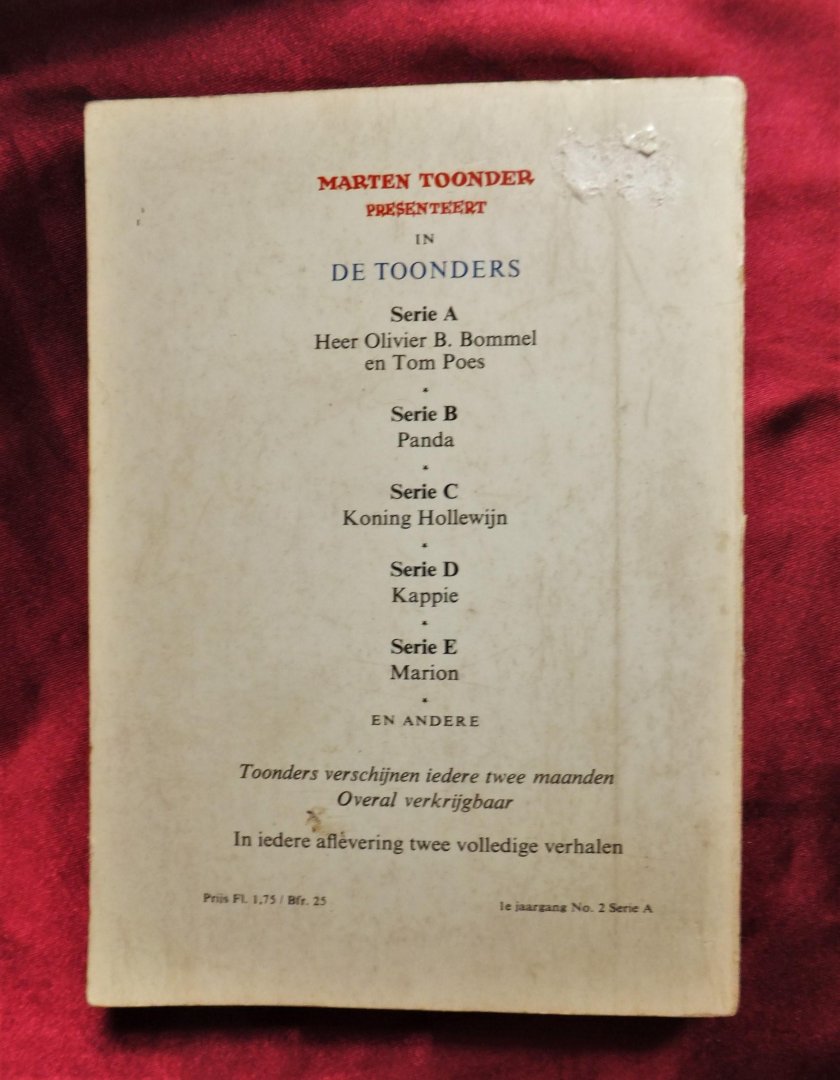 MARTEN TOONDER
PRESENTEERT
IN
DE TOONDERS
Serie A
Heer Olivier B. Bommel
en Tom Poes
*
Serie B
Panda
*
Serie C
Koning Hollewijn
*
Serie D
Kappie
*
Serie E
Marion
*
EN ANDERE
Toonders verschijnen iedere twee maanden
Overal verkrijgbaar
In iedere aflevering twee volledige verhalen
Prijs Fl. 1,75 / Bfr. 25
1e jaargang No. 2 Serie A